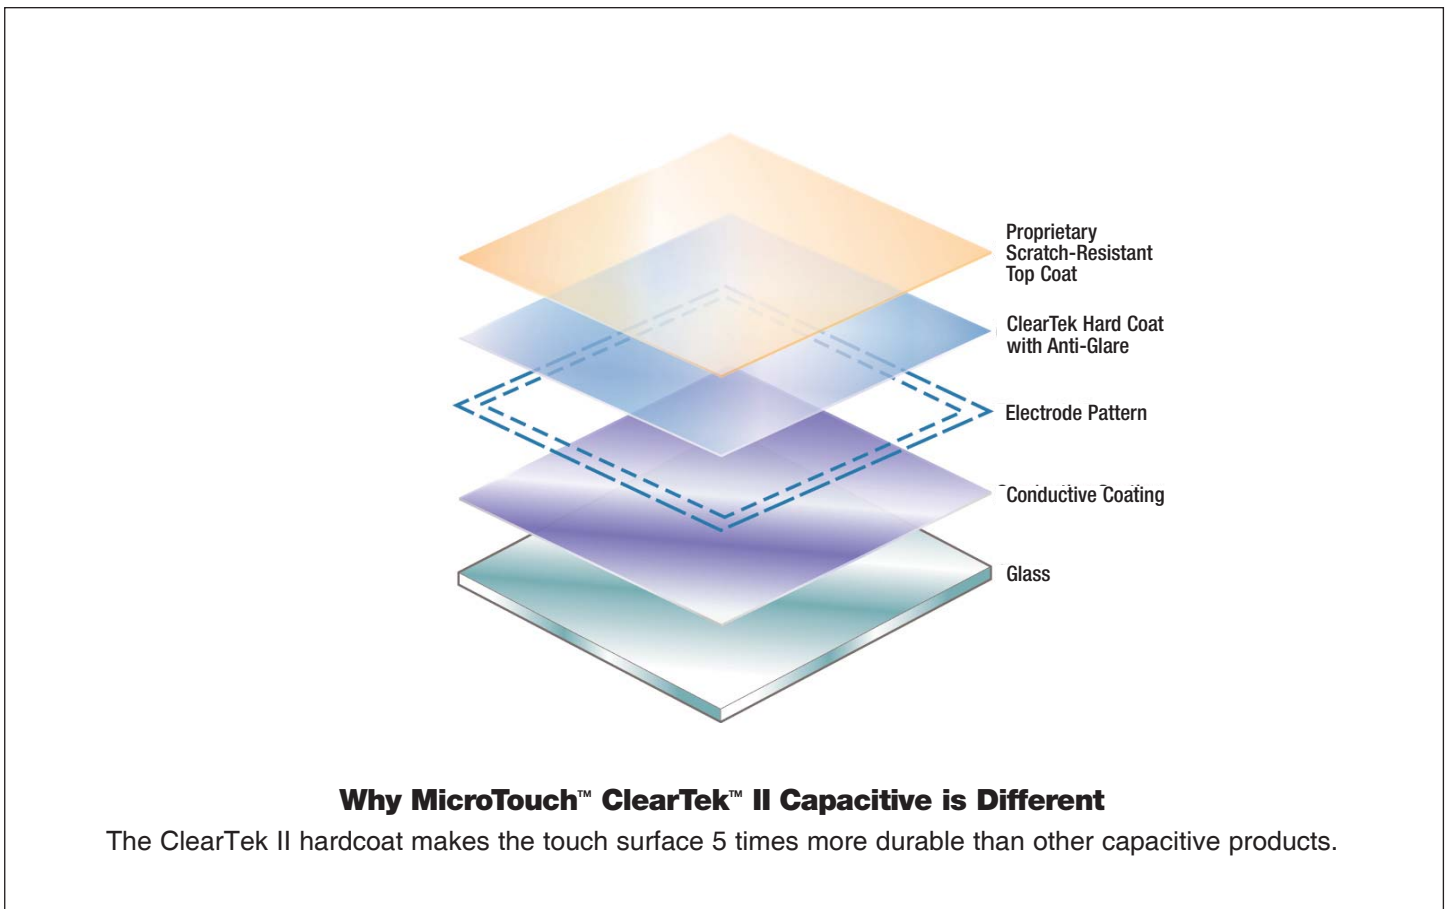 Proprietary
Scratch-Resistant
Top Coat
ClearTek Hard Coat
with Anti-Glare
Electrode Pattern
Conductive Coating
Glass
Why MicroTouch™ ClearTek™ II Capacitive is Different
The ClearTek II hardcoat makes the touch surface 5 times more durable than other capacitive products.